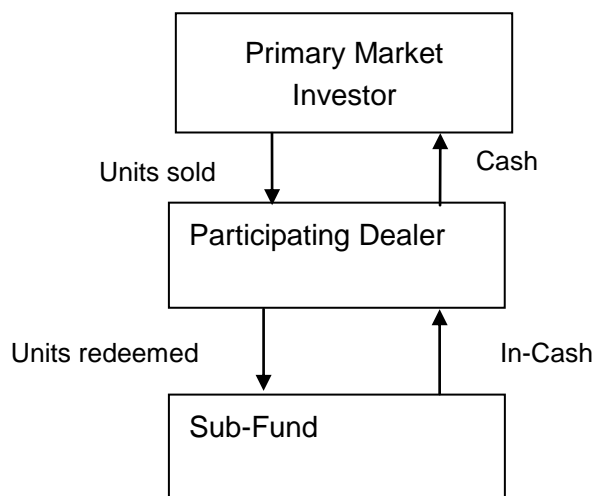 Primary Market
Investor
Units sold
Cash
Participating Dealer
Units redeemed
In-Cash
Sub-Fund